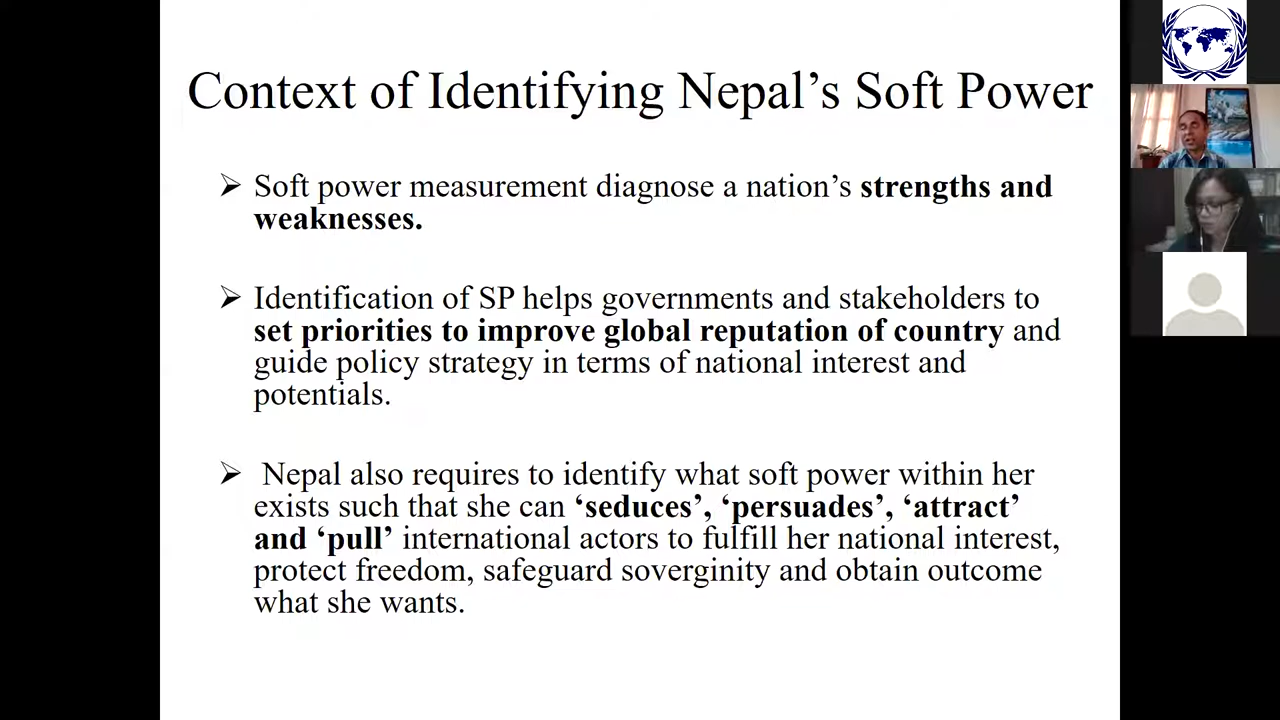 Context of Identifying Nepal’s Soft Power
➢ Soft power measurement diagnose a nation’s strengths and
weaknesses.
➢ Identification of SP helps governments and stakeholders to
set priorities to improve global reputation of country and
guide policy strategy in terms of national interest and
potentials.
➢ Nepal also requires to identify what soft power within her
exists such that she can ‘seduces’, ‘persuades’, ‘attract’
and ‘pull’ international actors to fulfill her national interest,
protect freedom, safeguard soverginity and obtain outcome
what she wants.